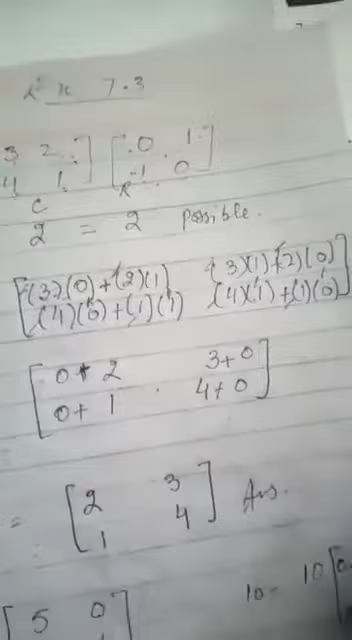 Ex 7.3
3 2 ] [ 0 1 ]
4 1 ] [ 1 0 ]
C R
2 = 2 Possible.
[ (3)(0)+(2)(1) (3)(1)+(2)(0) ]
[ (4)(0)+(1)(1) (4)(1)+(1)(0) ]
[ 0+2 3+0 ]
[ 0+1 4+0 ]
= [ 2 3 ] Ans.
[ 1 4 ]
[ 5 0 ] 10- 10 [